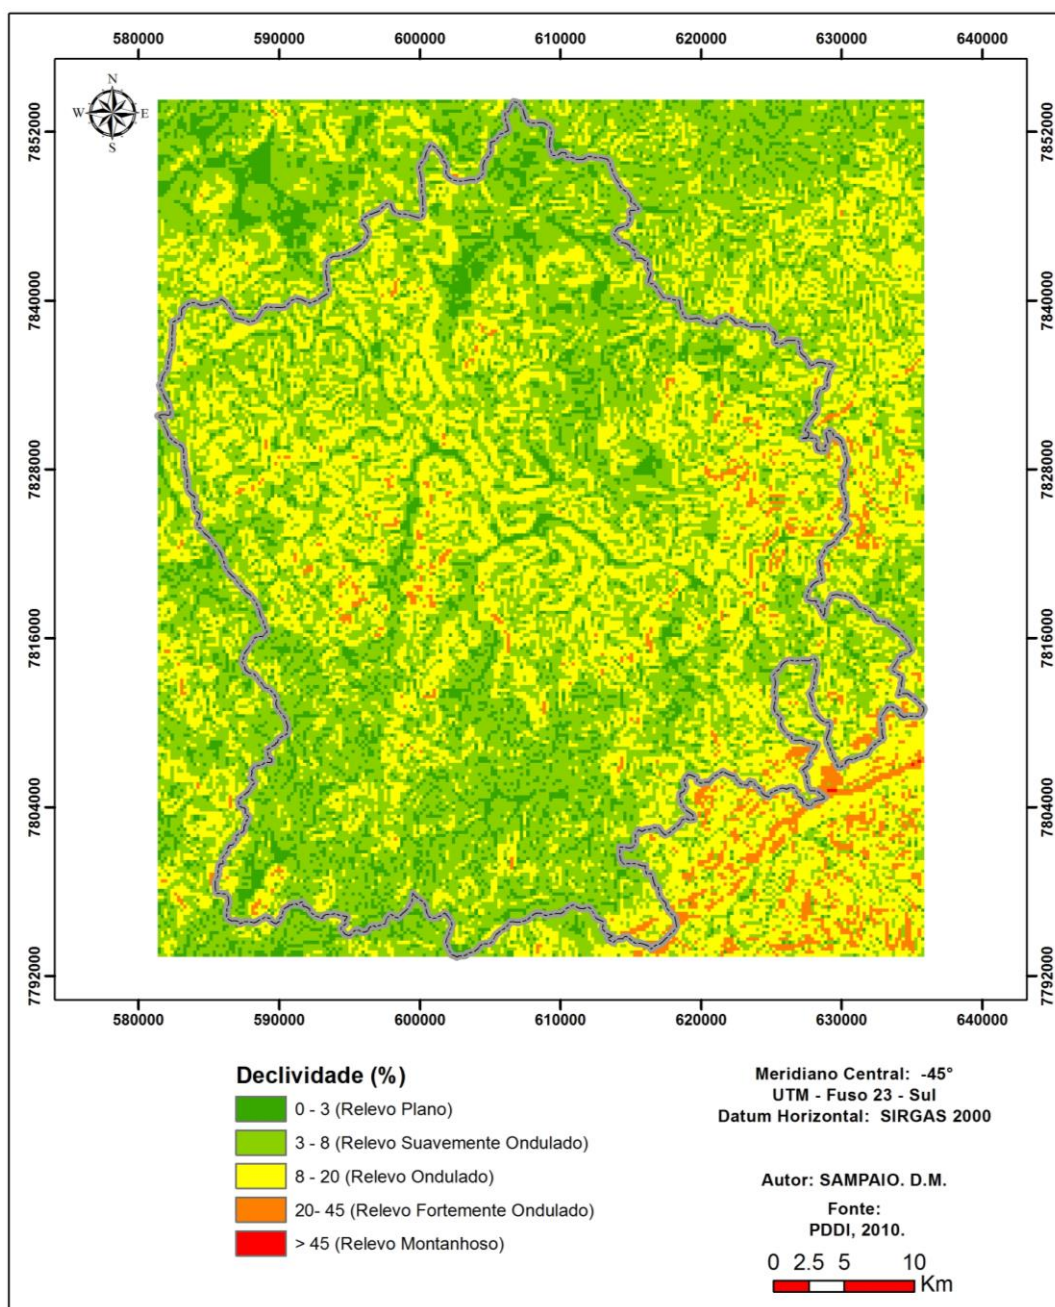 580000 590000 600000 610000 620000 630000 640000
N
W E
S
7852000 7852000
7840000 7840000
7828000 7828000
7816000 7816000
7804000 7804000
7792000 7792000
580000 590000 600000 610000 620000 630000 640000
Declividade (%)
0 - 3 (Relevo Plano)
3 - 8 (Relevo Suavemente Ondulado)
8 - 20 (Relevo Ondulado)
20- 45 (Relevo Fortemente Ondulado)
> 45 (Relevo Montanhoso)
Meridiano Central: -45°
UTM - Fuso 23 - Sul
Datum Horizontal: SIRGAS 2000
Autor: SAMPAIO. D.M.
Fonte:
PDDI, 2010.
0 2.5 5 10
Km